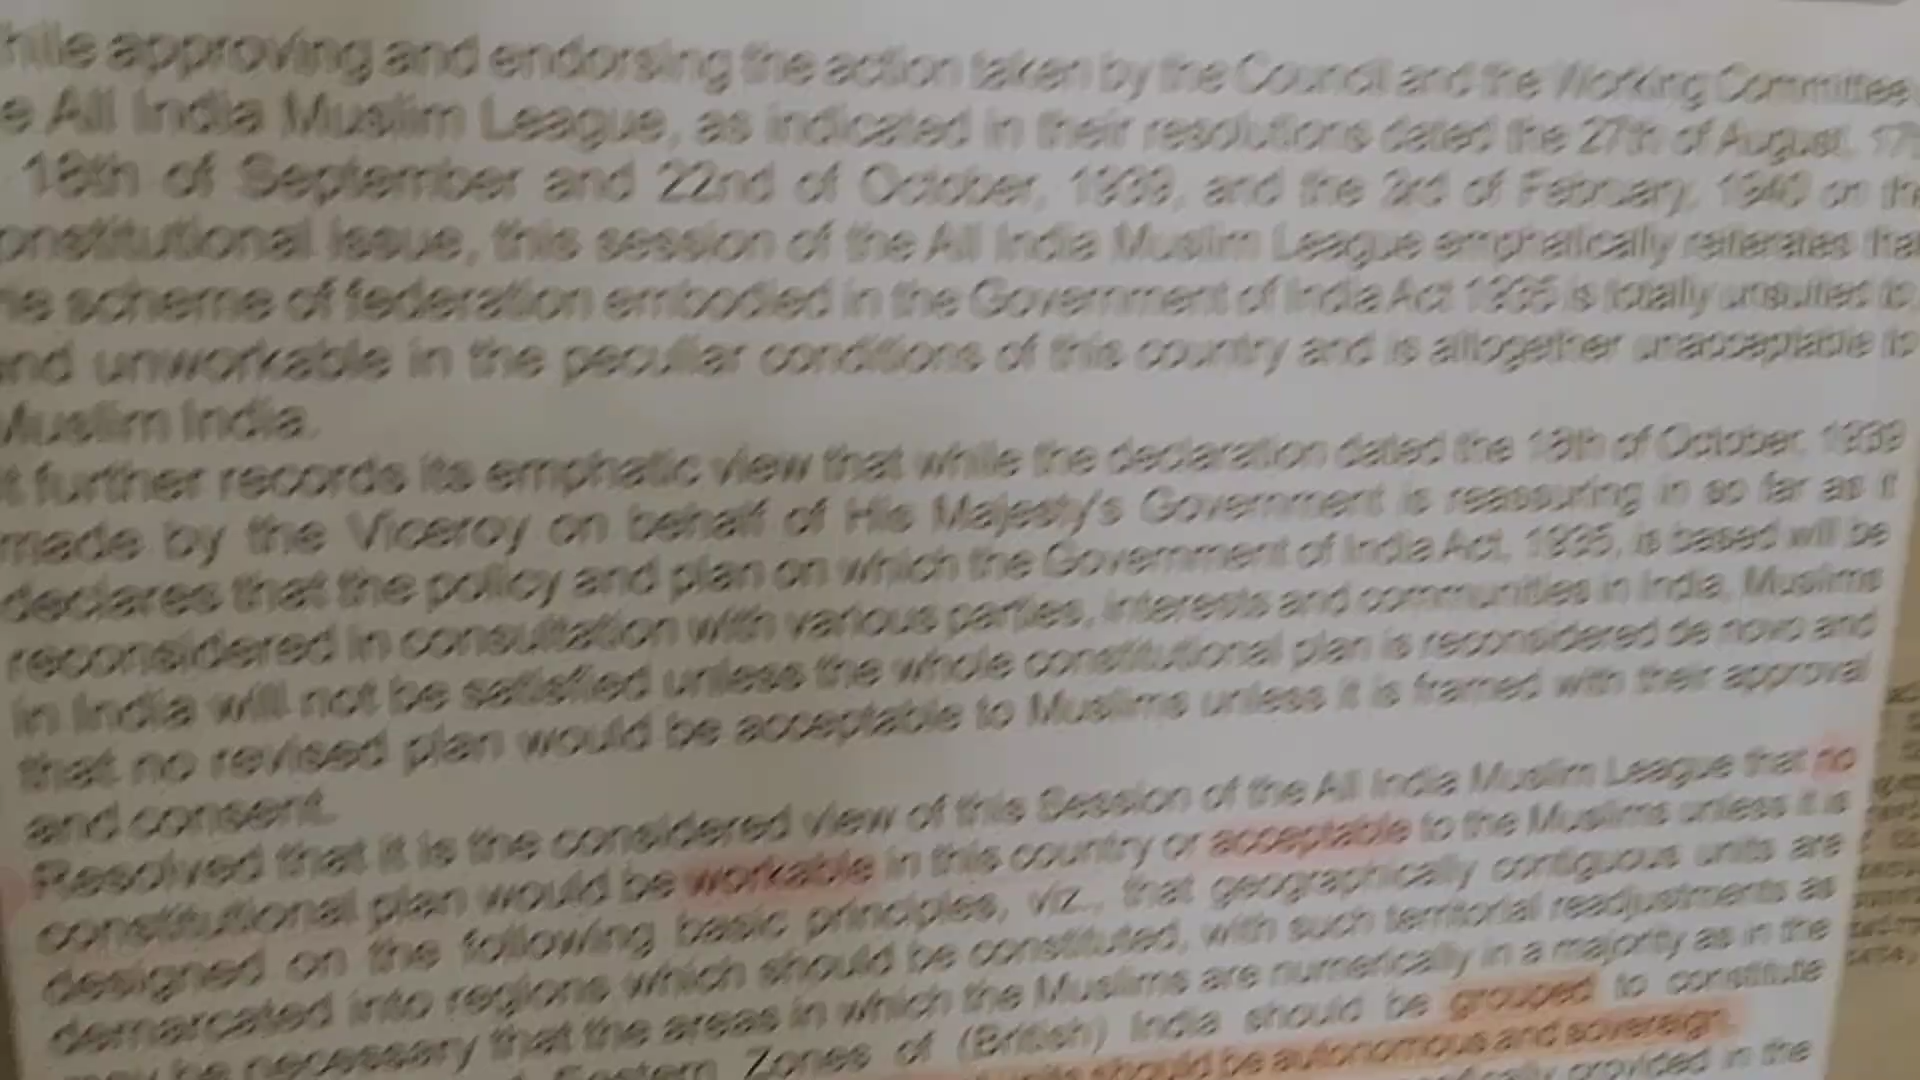 hile approving and endorsing the action taken by the Council and the Working Committee
e All India Muslim League, as indicated in their resolutions dated the 27th of August, 17
18th of September and 22nd of October, 1939, and the 3rd of February, 1940 on th
onstitutional issue, this session of the All India Muslim League emphatically reiterates tha
he scheme of federation embodied in the Government of India Act 1935 is totally unsuited to,
and unworkable in the peculiar conditions of this country and is altogether unacceptable to
Muslim India.
It further records its emphatic view that while the declaration dated the 18th of October, 1939
made by the Viceroy on behalf of His Majesty's Government is reassuring in so far as it
declares that the policy and plan on which the Government of India Act, 1935, is based will be
reconsidered in consultation with various parties, interests and communities in India, Muslims
in India will not be satisfied unless the whole constitutional plan is reconsidered de novo and
that no revised plan would be acceptable to Muslims unless it is framed with their approval
and consent.
Resolved that it is the considered view of this Session of the All India Muslim League that no
constitutional plan would be workable in this country or acceptable to the Muslims unless it is
designed on the following basic principles, viz., that geographically contiguous units are
demarcated into regions which should be constituted, with such territorial readjustments as
may be necessary that the areas in which the Muslims are numerically in a majority as in the
Eastern Zones of (British) India should be grouped to constitute
units should be autonomous and sovereign.
provided in the